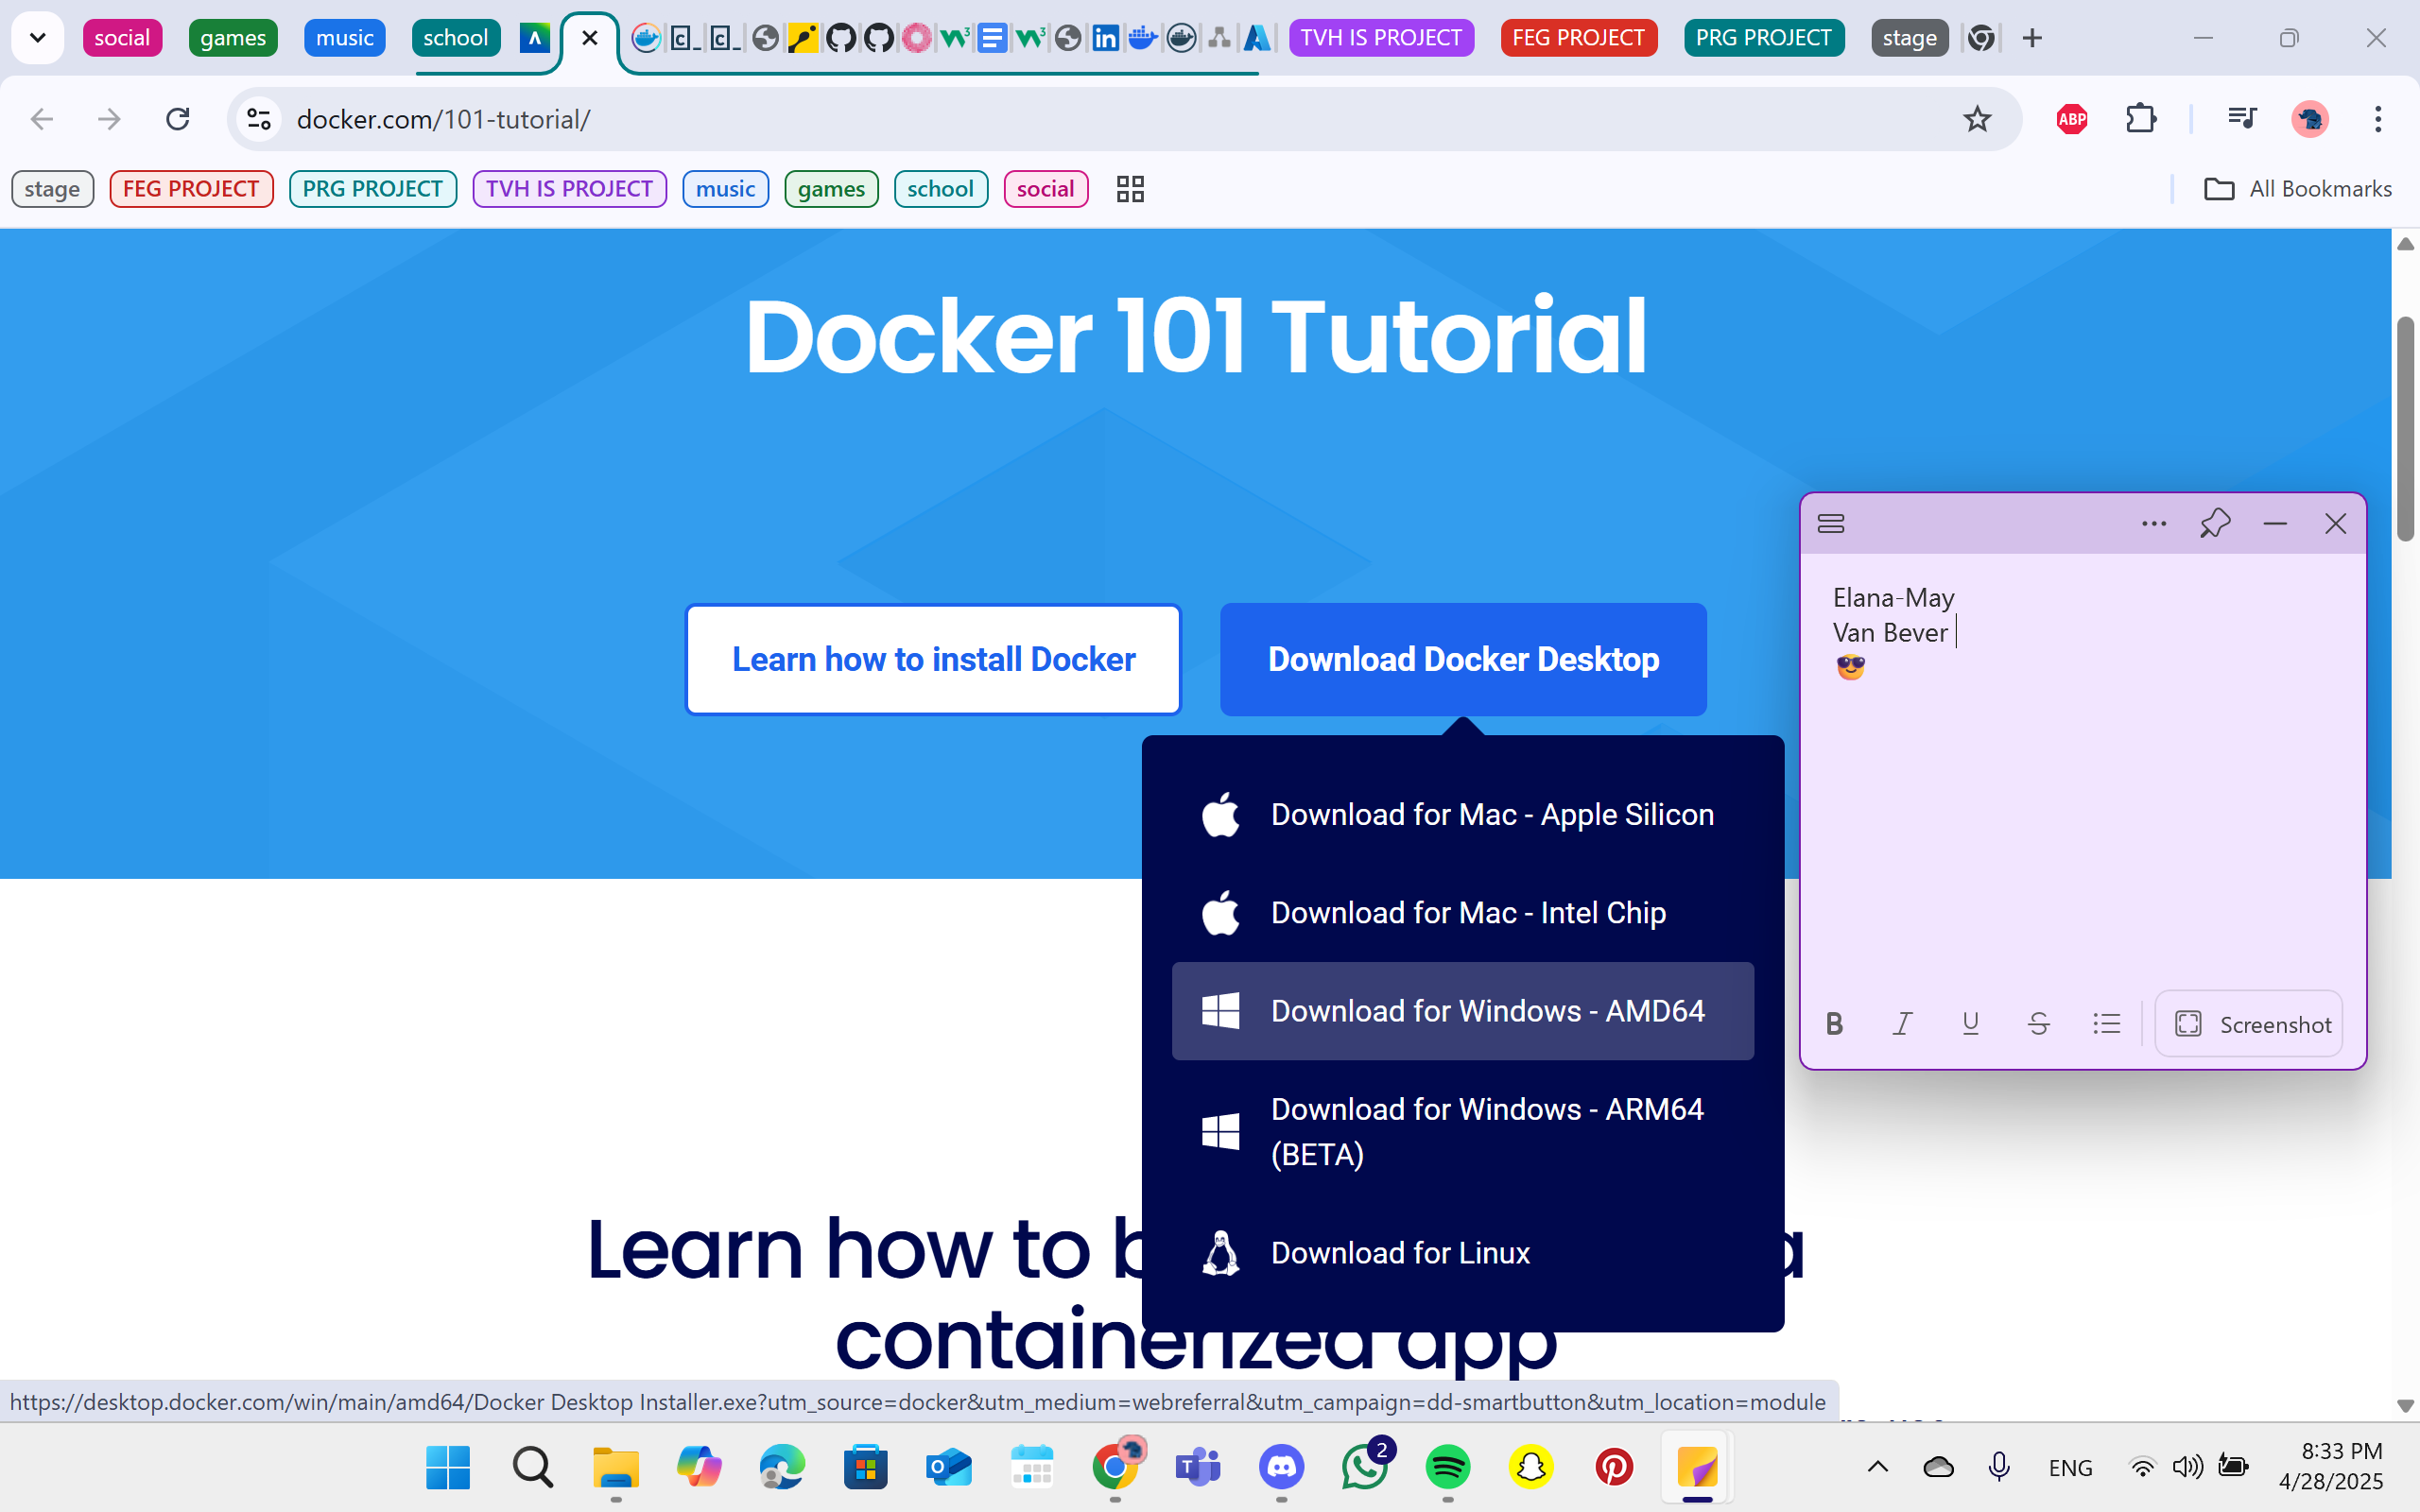 social
games
music
school
TVH IS PROJECT
FEG PROJECT
PRG PROJECT
stage
docker.com/101-tutorial/
ABP
stage
FEG PROJECT
PRG PROJECT
TVH IS PROJECT
music
games
school
social
All Bookmarks
Docker 101 Tutorial
Learn how to install Docker
Download Docker Desktop
Download for Mac - Apple Silicon
Download for Mac - Intel Chip
Download for Windows - AMD64
Download for Windows - ARM64
(BETA)
Download for Linux
Elana-May
Van Bever
😎
B I U S
Screenshot
Learn how to
containerized app
https://desktop.docker.com/win/main/amd64/Docker Desktop Installer.exe?utm_source=docker&utm_medium=webreferral&utm_campaign=dd-smartbutton&utm_location=module
2
ENG
8:33 PM
4/28/2025